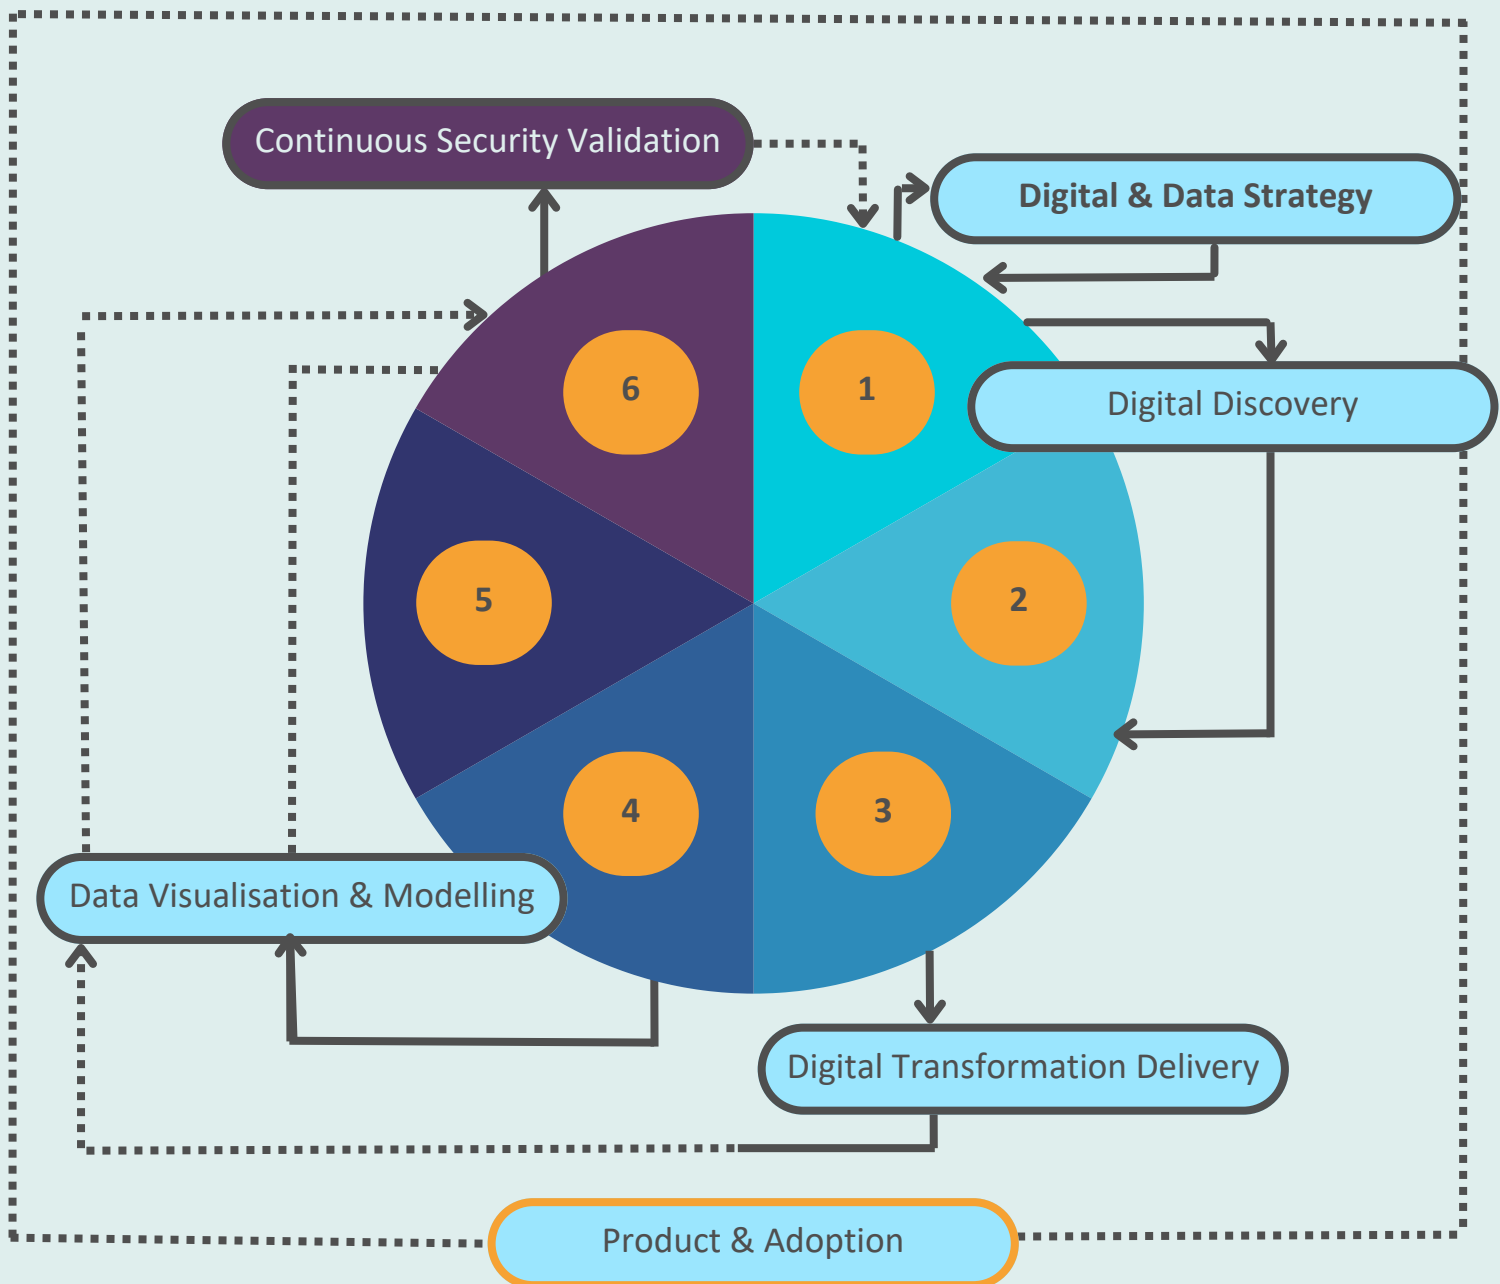 Continuous Security Validation
Digital & Data Strategy
Digital Discovery
6
1
5
2
4
3
Data Visualisation & Modelling
Digital Transformation Delivery
Product & Adoption